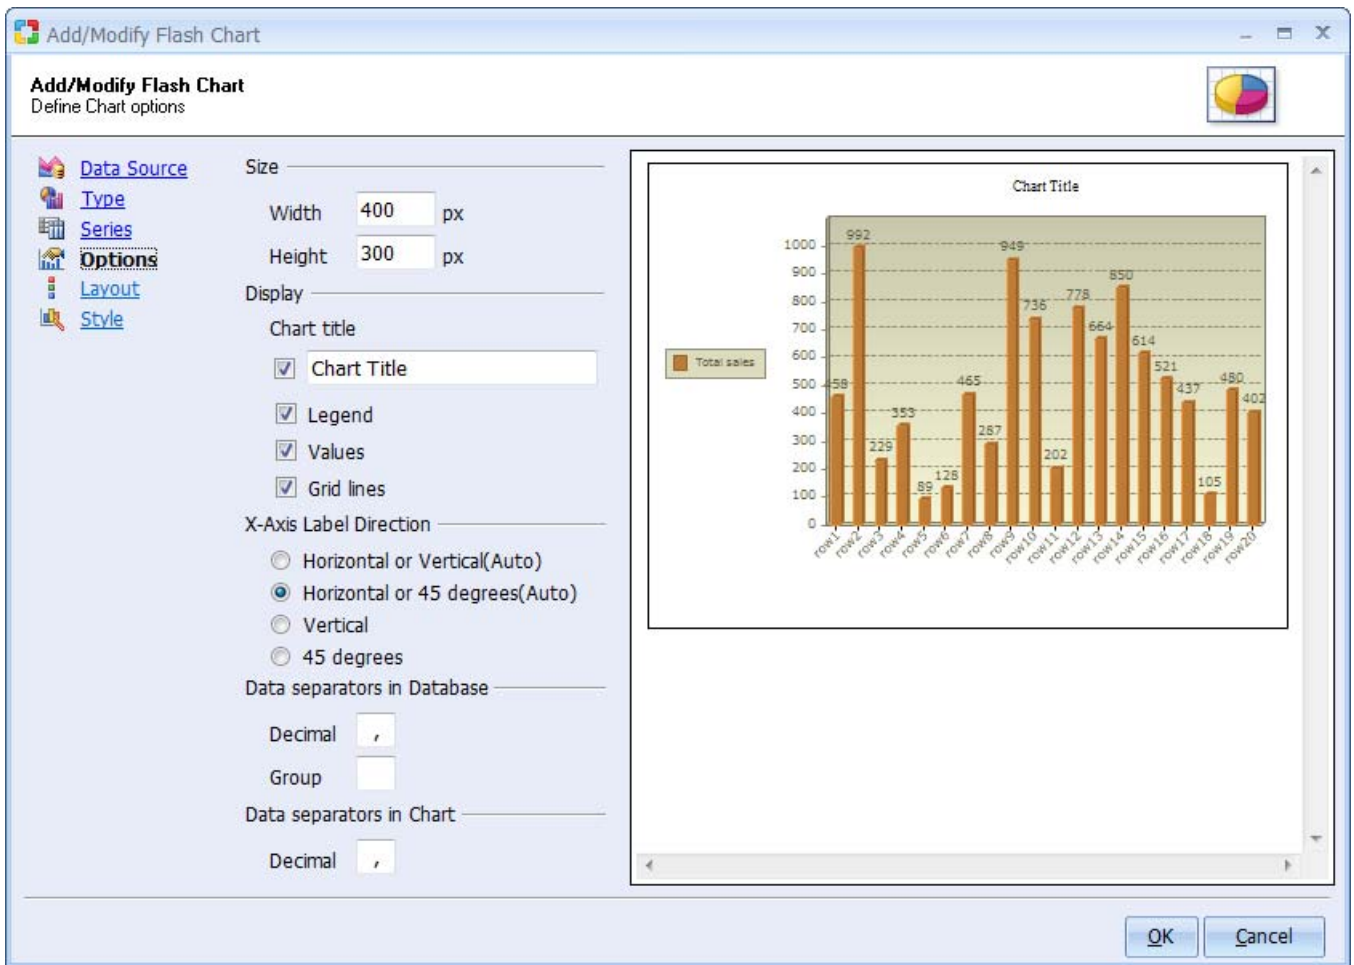 Add/Modify Flash Chart
Add/Modify Flash Chart
Define Chart options
Data Source
Type
Series
Options
Layout
Style
Size
Width 400 px
Height 300 px
Display
Chart title
Chart Title
Legend
Values
Grid lines
X-Axis Label Direction
Horizontal or Vertical(Auto)
Horizontal or 45 degrees(Auto)
Vertical
45 degrees
Data separators in Database
Decimal ,
Group
Data separators in Chart
Decimal ,
Chart Title
Total sales
1000
900
800
700
600
500
400
300
200
100
0
458 992 229 353 89 128 465 287 949 736 202 778 664 850 614 521 437 105 480 402
row1 row2 row3 row4 row5 row6 row7 row8 row9 row10 row11 row12 row13 row14 row15 row16 row17 row18 row19 row20
OK Cancel